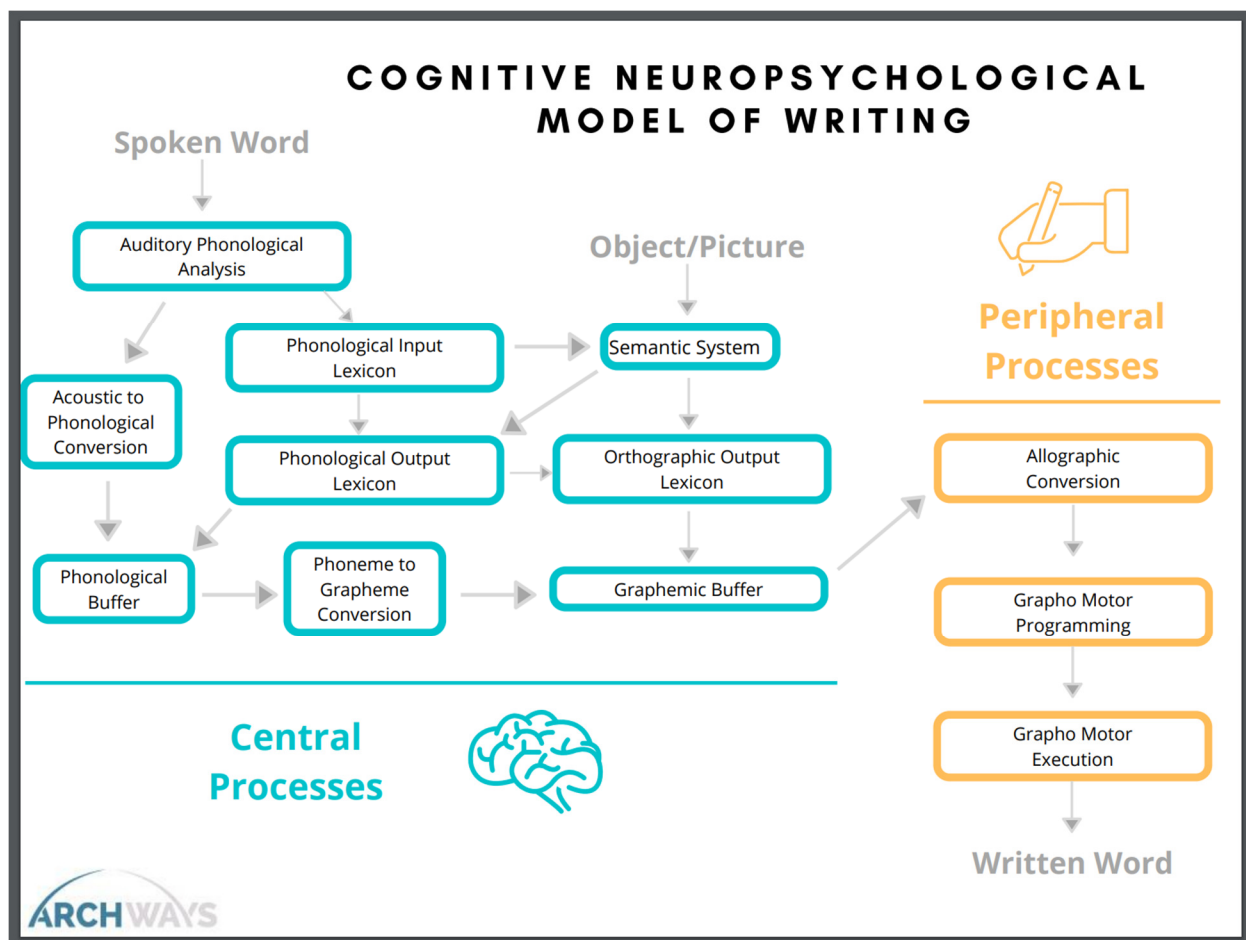 COGNITIVE NEUROPSYCHOLOGICAL
MODEL OF WRITING
Spoken Word
Auditory Phonological
Analysis
Object/Picture
Phonological Input
Lexicon
Semantic System
Acoustic to
Phonological
Conversion
Phonological Output
Lexicon
Orthographic Output
Lexicon
Phonological
Buffer
Phoneme to
Grapheme
Conversion
Graphemic Buffer
Central
Processes
Peripheral
Processes
Allographic
Conversion
Grapho Motor
Programming
Grapho Motor
Execution
Written Word
ARCHWAYS